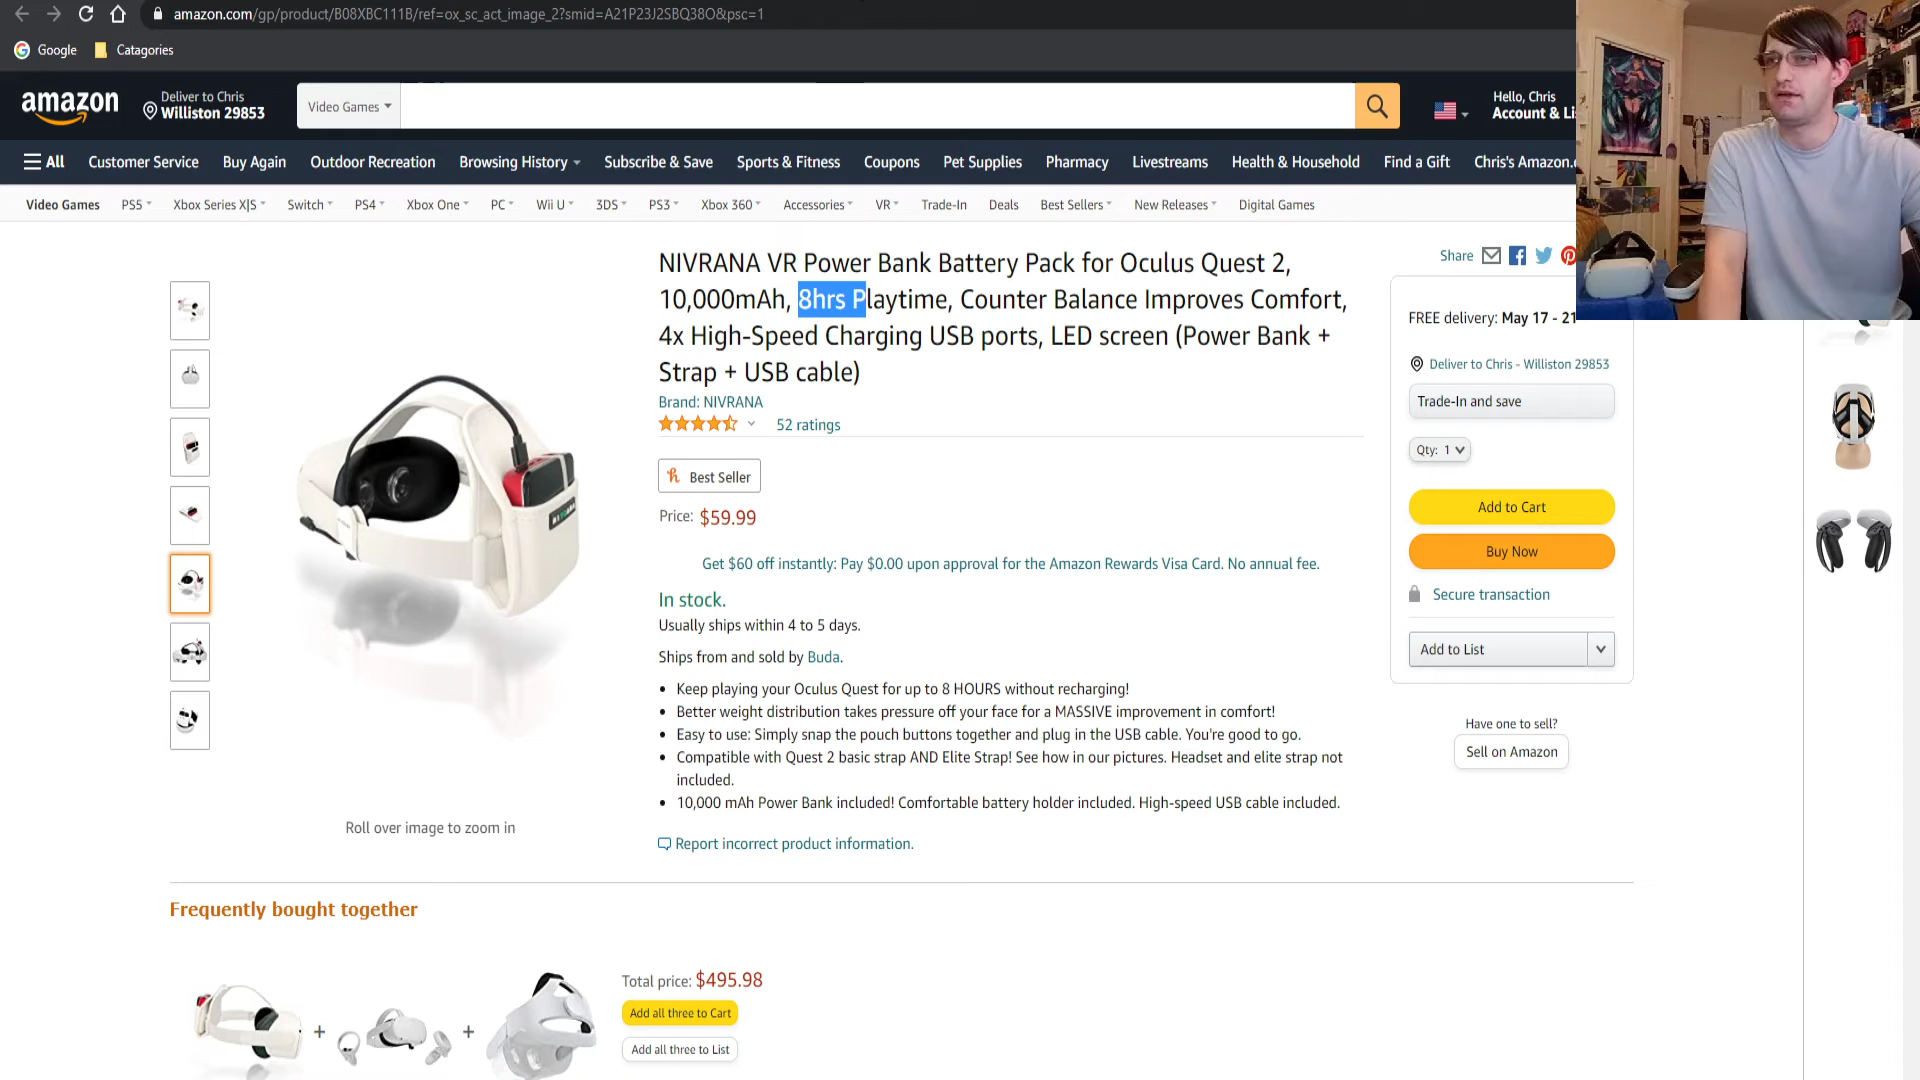 amazon.com/gp/product/B08XBC111B/ref=ox_sc_act_image_2?smid=A21P23J2SBQ38O&psc=1
Google Catagories
amazon
Deliver to Chris
Williston 29853
Video Games
Hello, Chris
Account & Li
All Customer Service Buy Again Outdoor Recreation Browsing History Subscribe & Save Sports & Fitness Coupons Pet Supplies Pharmacy Livestreams Health & Household Find a Gift Chris's Amazon.c
Video Games PS5 Xbox Series X|S Switch PS4 Xbox One PC Wii U 3DS PS3 Xbox 360 Accessories VR Trade-In Deals Best Sellers New Releases Digital Games
NIVRANA VR Power Bank Battery Pack for Oculus Quest 2,
10,000mAh, 8hrs Playtime, Counter Balance Improves Comfort,
4x High-Speed Charging USB ports, LED screen (Power Bank +
Strap + USB cable)
Brand: NIVRANA
52 ratings
Best Seller
Price: $59.99
Get $60 off instantly: Pay $0.00 upon approval for the Amazon Rewards Visa Card. No annual fee.
In stock.
Usually ships within 4 to 5 days.
Ships from and sold by Buda.
• Keep playing your Oculus Quest for up to 8 HOURS without recharging!
• Better weight distribution takes pressure off your face for a MASSIVE improvement in comfort!
• Easy to use: Simply snap the pouch buttons together and plug in the USB cable. You're good to go.
• Compatible with Quest 2 basic strap AND Elite Strap! See how in our pictures. Headset and elite strap not
included.
• 10,000 mAh Power Bank included! Comfortable battery holder included. High-speed USB cable included.
Report incorrect product information.
Roll over image to zoom in
Share
FREE delivery: May 17 - 21
Deliver to Chris - Williston 29853
Trade-In and save
Qty: 1
Add to Cart
Buy Now
Secure transaction
Add to List
Have one to sell?
Sell on Amazon
Frequently bought together
+ +
Total price: $495.98
Add all three to Cart
Add all three to List